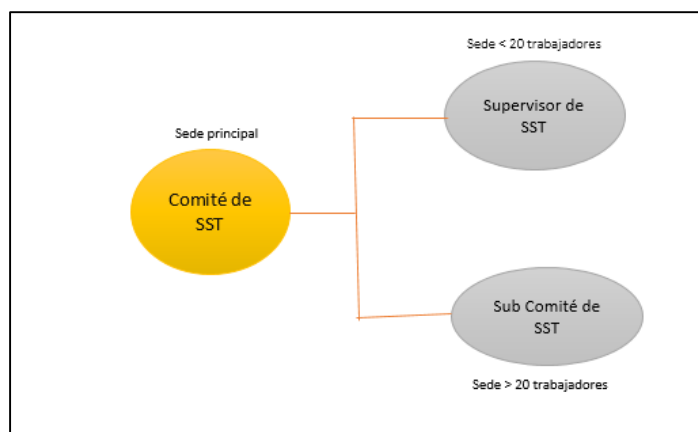 Sede < 20 trabajadores
Supervisor de
SST
Sede principal
Comité de
SST
Sub Comité de
SST
Sede > 20 trabajadores